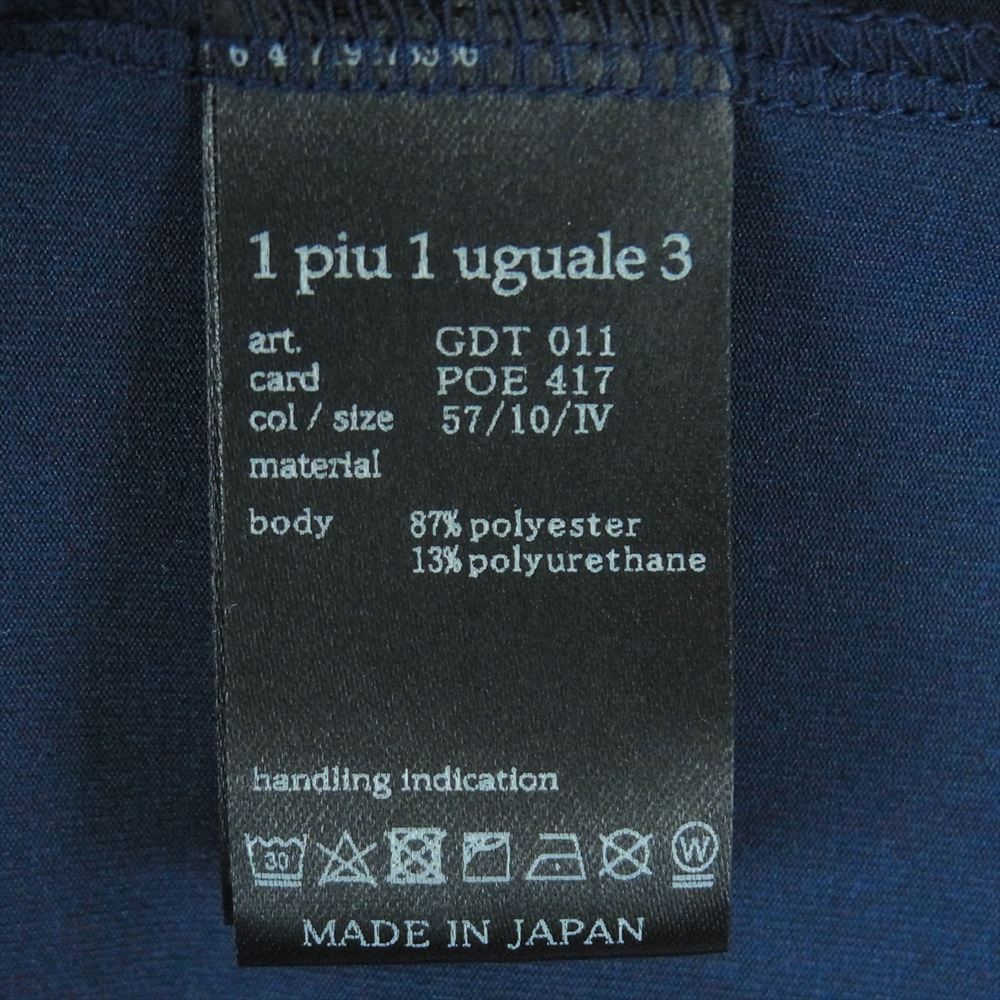 1 piu 1 uguale 3
art. GDT 011
card POE 417
col / size 57/10/Ⅳ
material
body 87% polyester
13% polyurethane
handling indication
30 W
MADE IN JAPAN